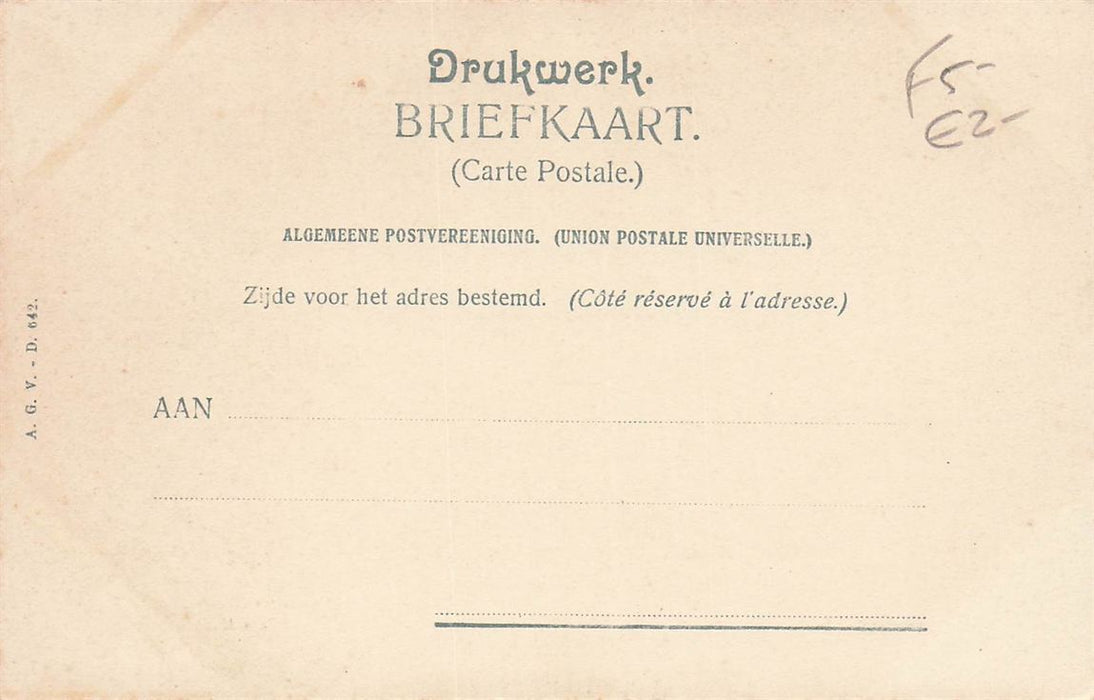 Drukwerk.
BRIEFKAART.
(Carte Postale.)
ALGEMEENE POSTVEREENIGING. (UNION POSTALE UNIVERSELLE.)
Zijde voor het adres bestemd. (Côté réservé à l'adresse.)
AAN
A. G. V. - D. 642.
F5-
€2-